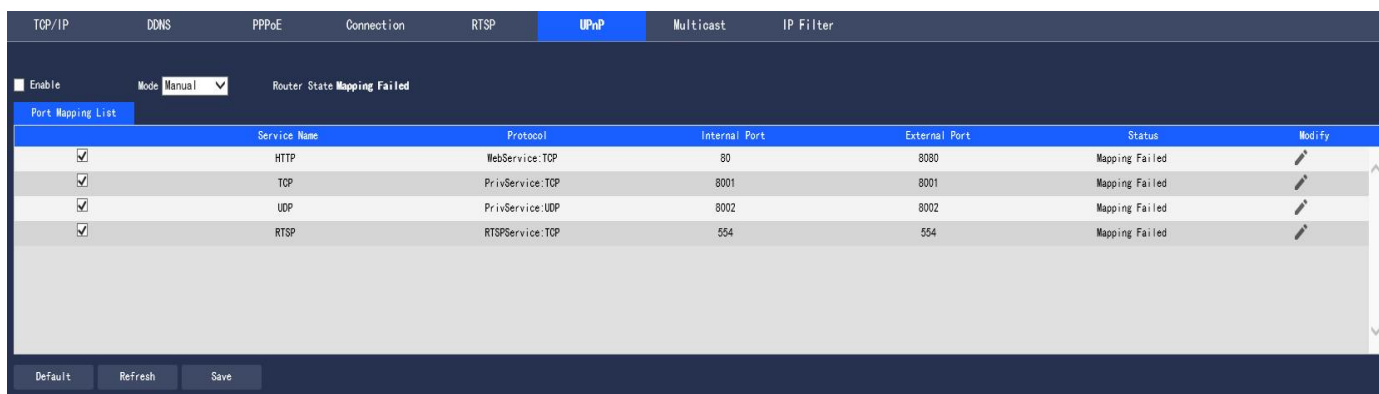 TCP/IP DDNS PPPoE Connection RTSP UPnP Multicast IP Filter
Enable Mode Manual Router State Mapping Failed
Port Mapping List
Service Name Protocol Internal Port External Port Status Modify
HTTP WebService:TCP 80 8080 Mapping Failed
TCP PrivService:TCP 8001 8001 Mapping Failed
UDP PrivService:UDP 8002 8002 Mapping Failed
RTSP RTSPService:TCP 554 554 Mapping Failed
Default Refresh Save